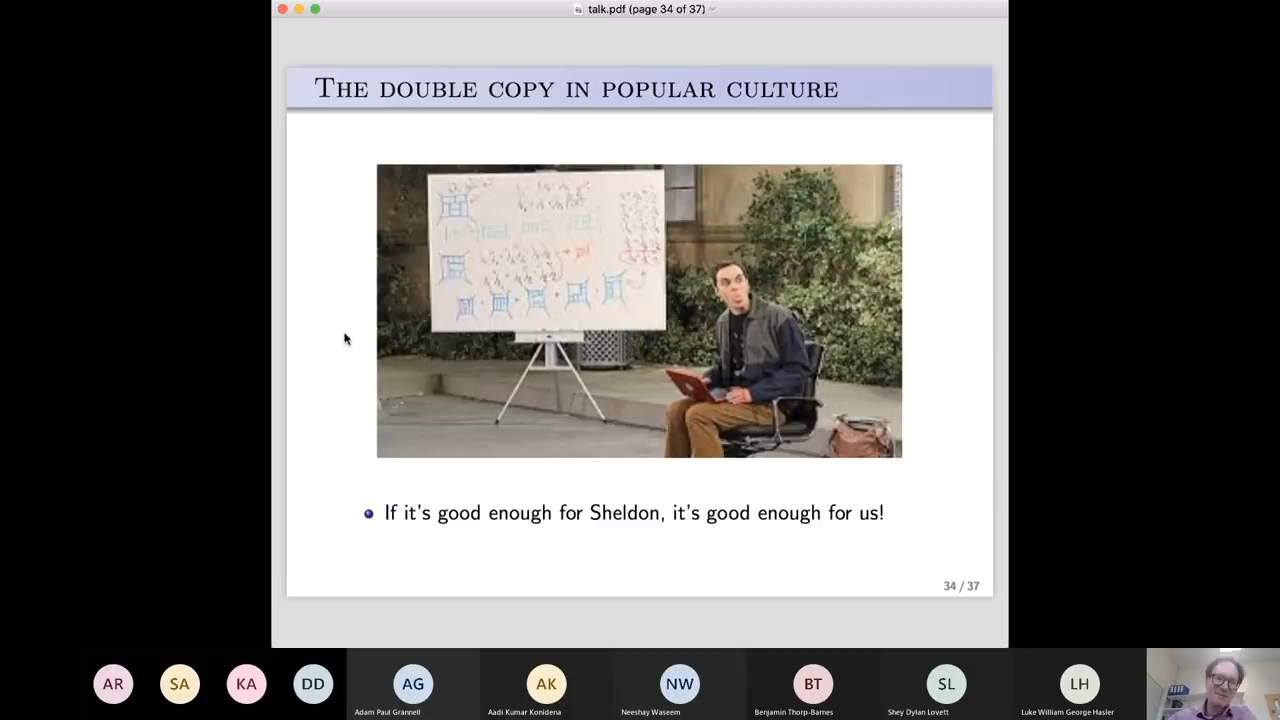 talk.pdf (page 34 of 37)
The double copy in popular culture
If it's good enough for Sheldon, it's good enough for us!
34 / 37
AR
SA
KA
DD
AG
AK
NW
BT
SL
LH
Adam Paul Grannell
Aadi Kumar Konidena
Neeshay Waseem
Benjamin Thorp-Barnes
Shey Dylan Lovett
Luke William George Hasler